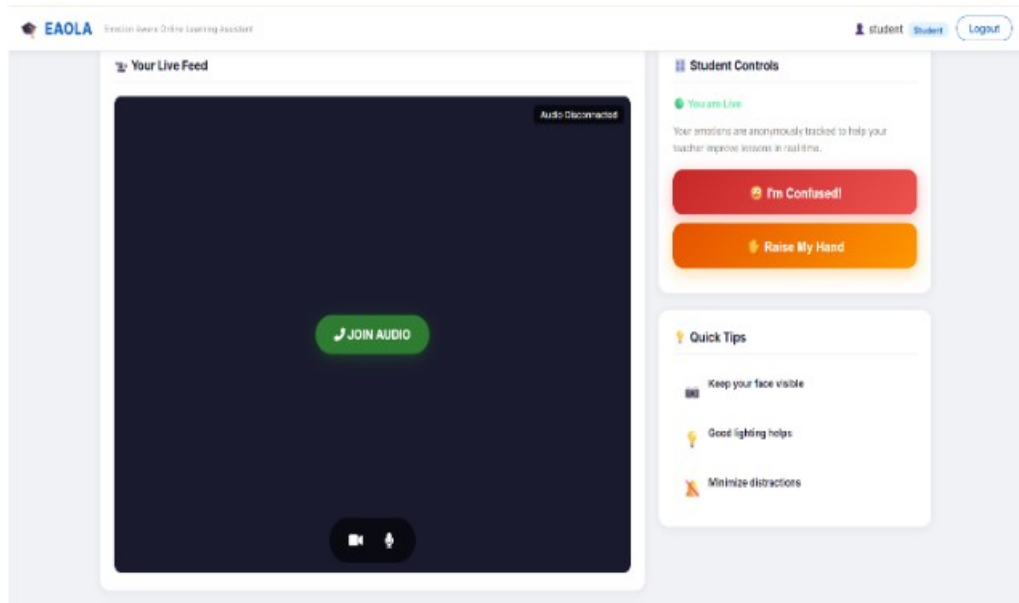 EAOLA Emotion Aware Online Learning Assistant
student Student Logout
Your Live Feed
Audio Disconnected
JOIN AUDIO
Student Controls
You are Live
Your emotions are anonymously tracked to help your
teacher improve lessons in real-time.
I'm Confused!
Raise My Hand
Quick Tips
Keep your face visible
Good lighting helps
Minimize distractions